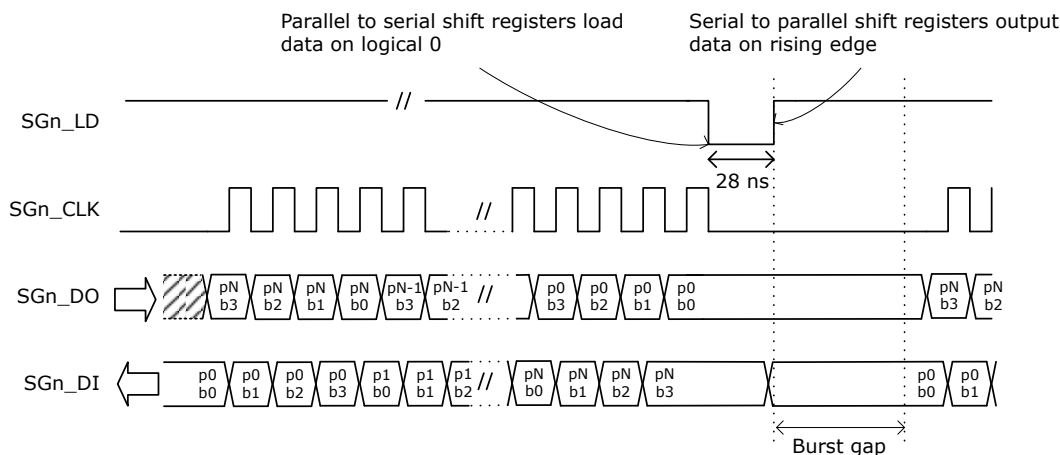 Parallel to serial shift registers load
data on logical 0
Serial to parallel shift registers output
data on rising edge
SGn_LD
//
28 ns
SGn_CLK
//
SGn_DO
pN pN pN pN pN-1 pN-1 // p0 p0 p0 p0 pN pN
b3 b2 b1 b0 b3 b2 b3 b2 b1 b0 b3 b2
SGn_DI
p0 p0 p0 p0 p1 p1 p1 // pN pN pN pN p0 p0
b0 b1 b2 b3 b0 b1 b2 b0 b1 b2 b3 b0 b1
Burst gap